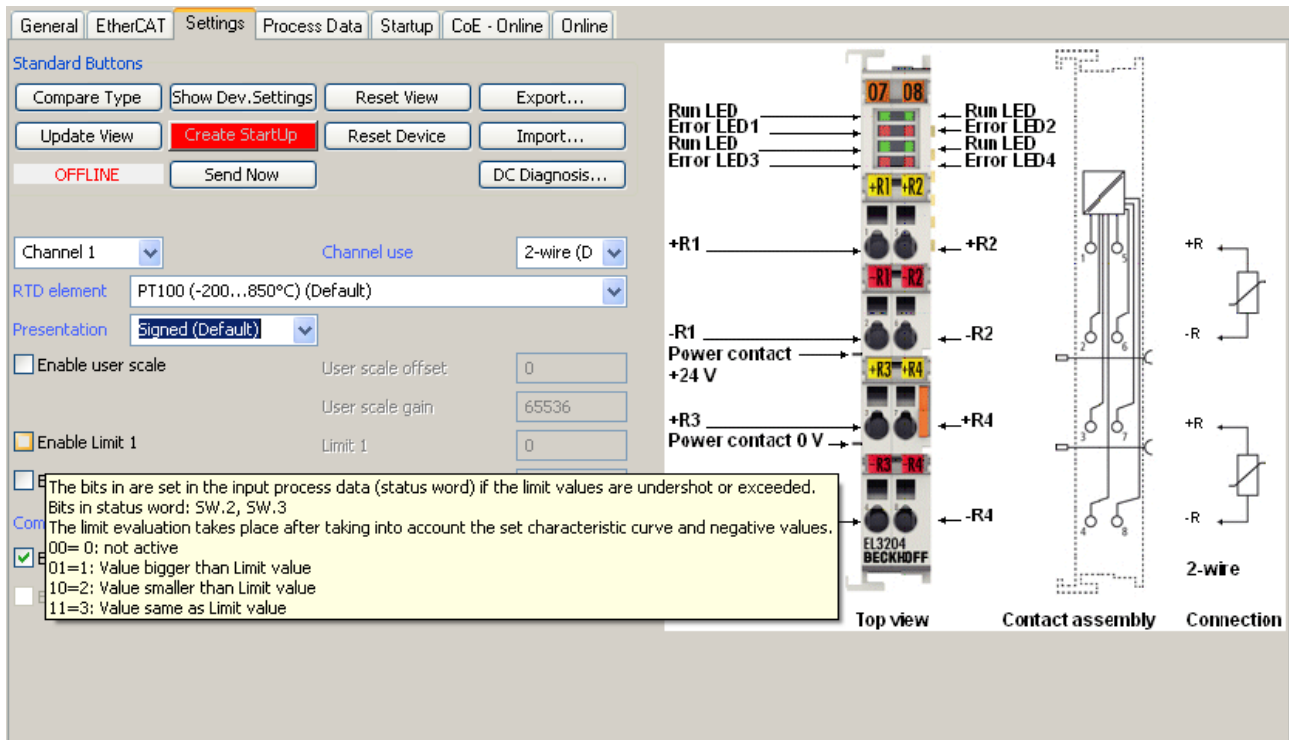 General EtherCAT Settings Process Data Startup CoE - Online Online
Standard Buttons
Compare Type Show Dev.Settings Reset View Export...
Update View Create StartUp Reset Device Import...
OFFLINE Send Now DC Diagnosis...
Channel 1 Channel use 2-wire (D
RTD element PT100 (-200...850°C) (Default)
Presentation Signed (Default)
Enable user scale User scale offset 0
User scale gain 65536
Enable Limit 1 Limit 1 0
The bits in are set in the input process data (status word) if the limit values are undershot or exceeded.
Bits in status word: SW.2, SW.3
The limit evaluation takes place after taking into account the set characteristic curve and negative values.
00= 0: not active
01=1: Value bigger than Limit value
10=2: Value smaller than Limit value
11=3: Value same as Limit value
07 08
Run LED Run LED
Error LED1 Error LED2
Run LED Run LED
Error LED3 Error LED4
+R1 +R2
+R1 +R2
-R1 -R2
-R1 -R2
Power contact
+24 V
+R3 +R4
+R3 +R4
Power contact 0 V
-R3 -R4
-R4
EL3204
BECKHOFF
Top view
1 5
2 6
3 7
4 8
Contact assembly
+R
-R
+R
-R
2-wire
Connection